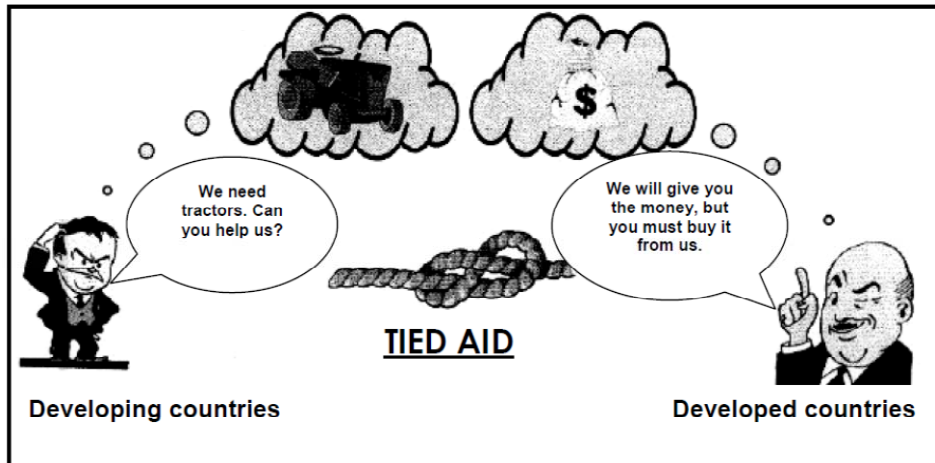 $
We need
tractors. Can
you help us?
We will give you
the money, but
you must buy it
from us.
TIED AID
Developing countries
Developed countries